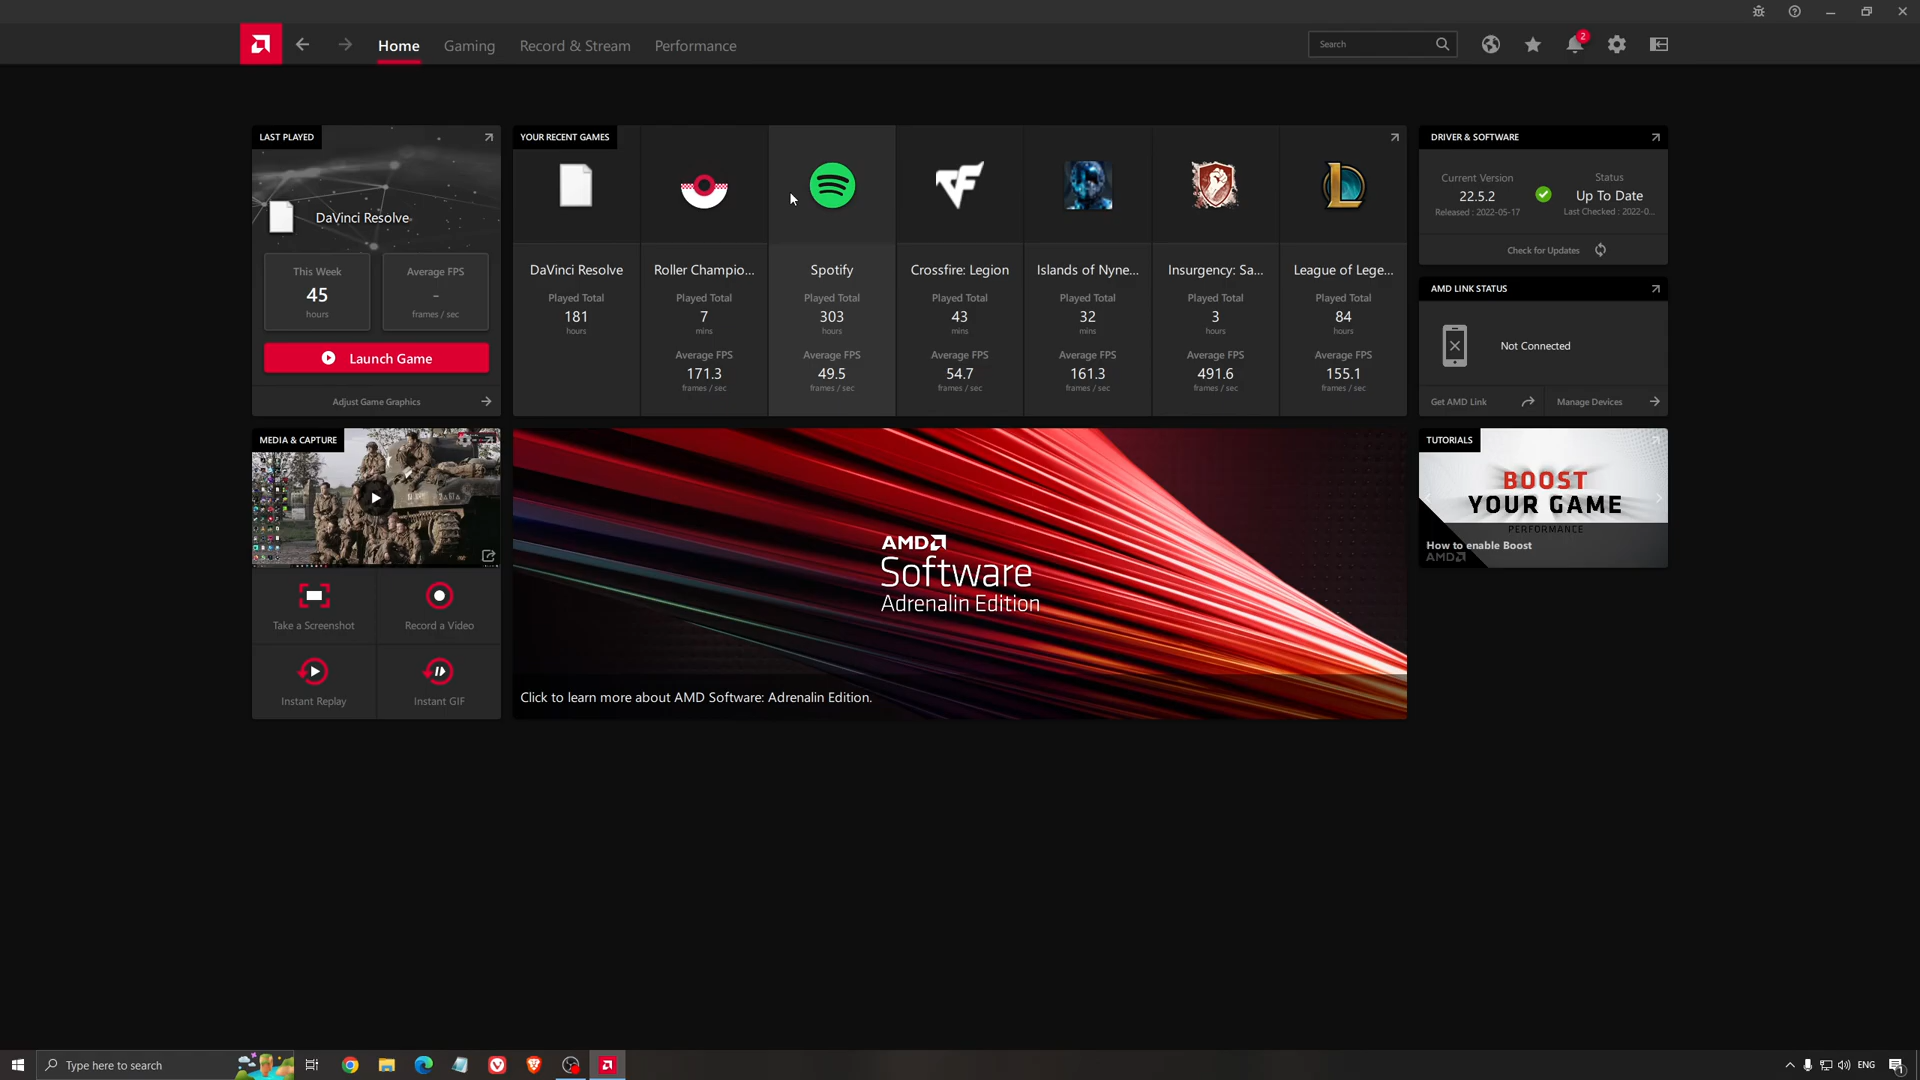 Home
Gaming
Record & Stream
Performance
Search
2
LAST PLAYED
DaVinci Resolve
This Week
45
hours
Average FPS
–
frames / sec
Launch Game
Adjust Game Graphics
YOUR RECENT GAMES
DaVinci Resolve
Played Total
181
hours
Roller Champio...
Played Total
7
mins
Average FPS
171.3
frames / sec
Spotify
Played Total
303
hours
Average FPS
49.5
frames / sec
Crossfire: Legion
Played Total
43
mins
Average FPS
54.7
frames / sec
Islands of Nyne...
Played Total
32
mins
Average FPS
161.3
frames / sec
Insurgency: Sa...
Played Total
3
hours
Average FPS
491.6
frames / sec
League of Lege...
Played Total
84
hours
Average FPS
155.1
frames / sec
DRIVER & SOFTWARE
Current Version
22.5.2
Released : 2022-05-17
Status
Up To Date
Last Checked : 2022-0...
Check for Updates
AMD LINK STATUS
Not Connected
Get AMD Link
Manage Devices
MEDIA & CAPTURE
Take a Screenshot
Record a Video
Instant Replay
Instant GIF
AMD
Software
Adrenalin Edition
Click to learn more about AMD Software: Adrenalin Edition.
TUTORIALS
BOOST
YOUR GAME
PERFORMANCE
How to enable Boost
AMD
Type here to search
ENG
1